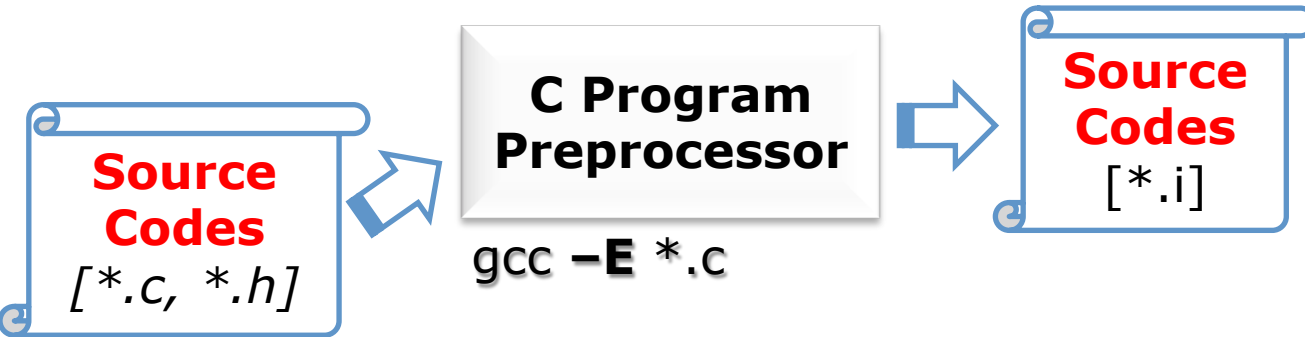 Source
Codes
[*.c, *.h]
C Program
Preprocessor
gcc –E *.c
Source
Codes
[*.i]